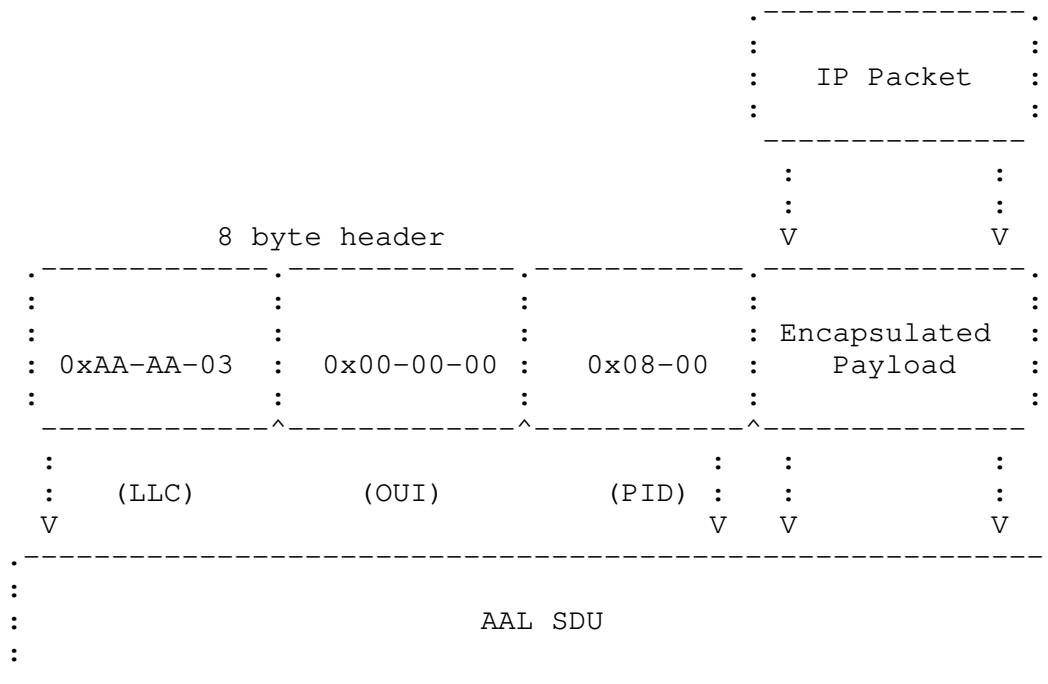 IP Packet
8 byte header
V V
Encapsulated
0xAA-AA-03 0x00-00-00 0x08-00 Payload
(LLC) (OUI) (PID)
V V V V
AAL SDU